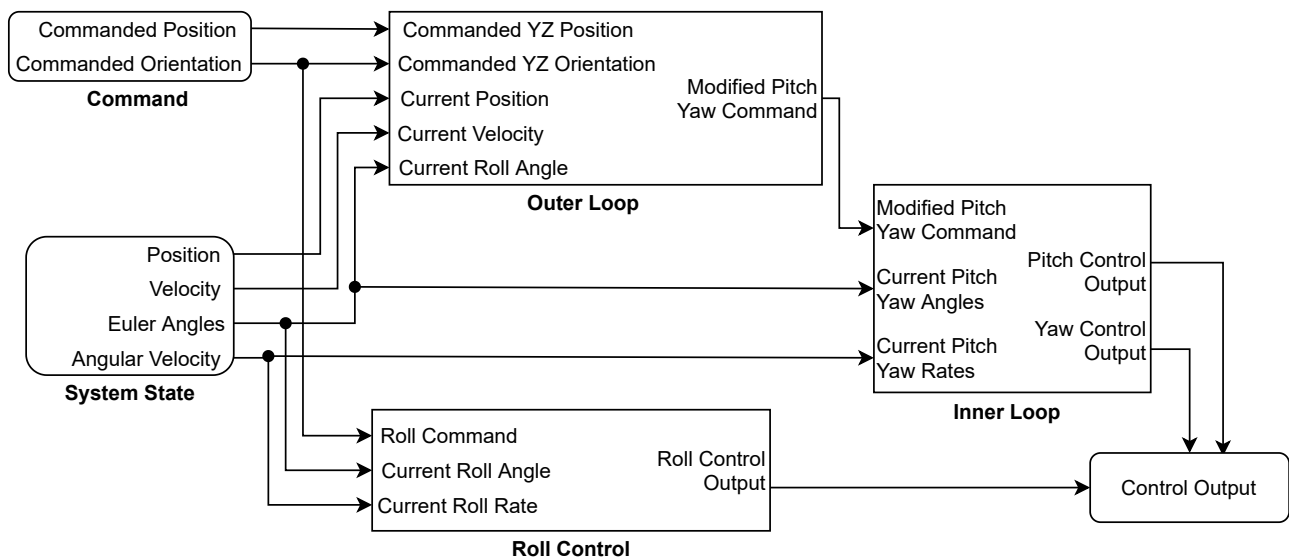 Commanded Position
Commanded Orientation
Command
Commanded YZ Position
Commanded YZ Orientation
Current Position
Current Velocity
Current Roll Angle
Modified Pitch
Yaw Command
Outer Loop
Position
Velocity
Euler Angles
Angular Velocity
System State
Modified Pitch
Yaw Command
Current Pitch
Yaw Angles
Current Pitch
Yaw Rates
Pitch Control
Output
Yaw Control
Output
Inner Loop
Roll Command
Current Roll Angle
Current Roll Rate
Roll Control
Output
Roll Control
Control Output